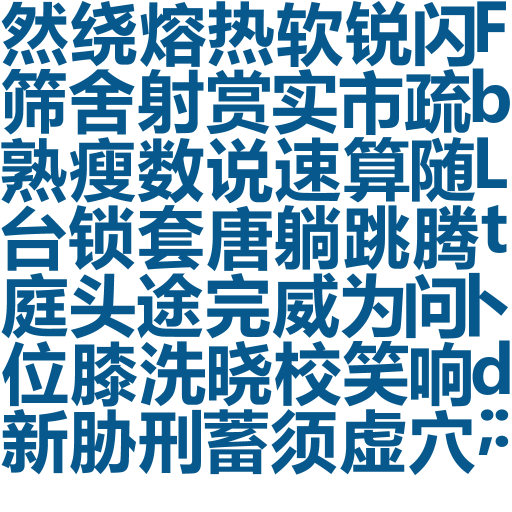 然绕熔热软锐闪F
筛舍射赏实市疏b
熟瘦数说速算随L
台锁套唐躺跳腾t
庭头途完威为问卜
位膝洗晓校笑响d
新胁刑蓄须虚穴;